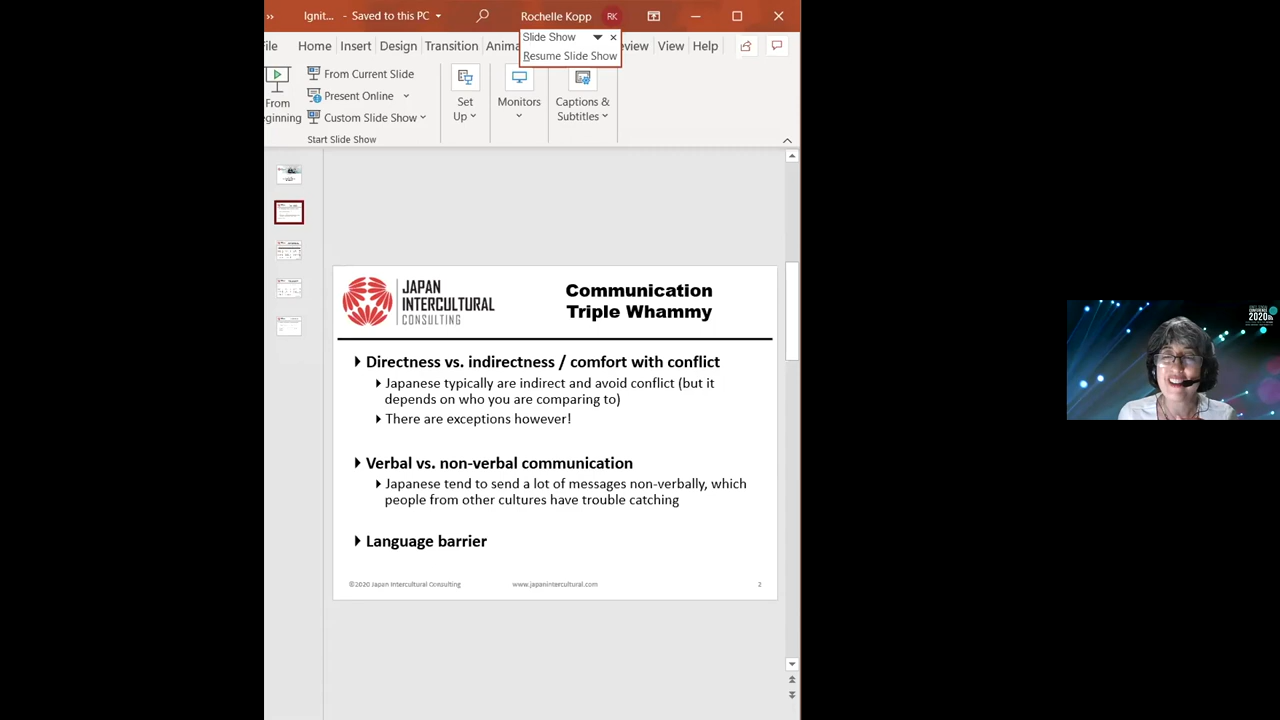 Ignit... - Saved to this PC
Rochelle Kopp RK
Slide Show
Resume Slide Show
ile Home Insert Design Transition Anima eview View Help
From
ginning
From Current Slide
Present Online
Custom Slide Show
Start Slide Show
Set
Up
Monitors
Captions &
Subtitles
JAPAN
INTERCULTURAL
CONSULTING
Communication
Triple Whammy
Directness vs. indirectness / comfort with conflict
Japanese typically are indirect and avoid conflict (but it
depends on who you are comparing to)
There are exceptions however!
Verbal vs. non-verbal communication
Japanese tend to send a lot of messages non-verbally, which
people from other cultures have trouble catching
Language barrier
©2020 Japan Intercultural Consulting www.japanintercultural.com 2
CONFERENCE
2020